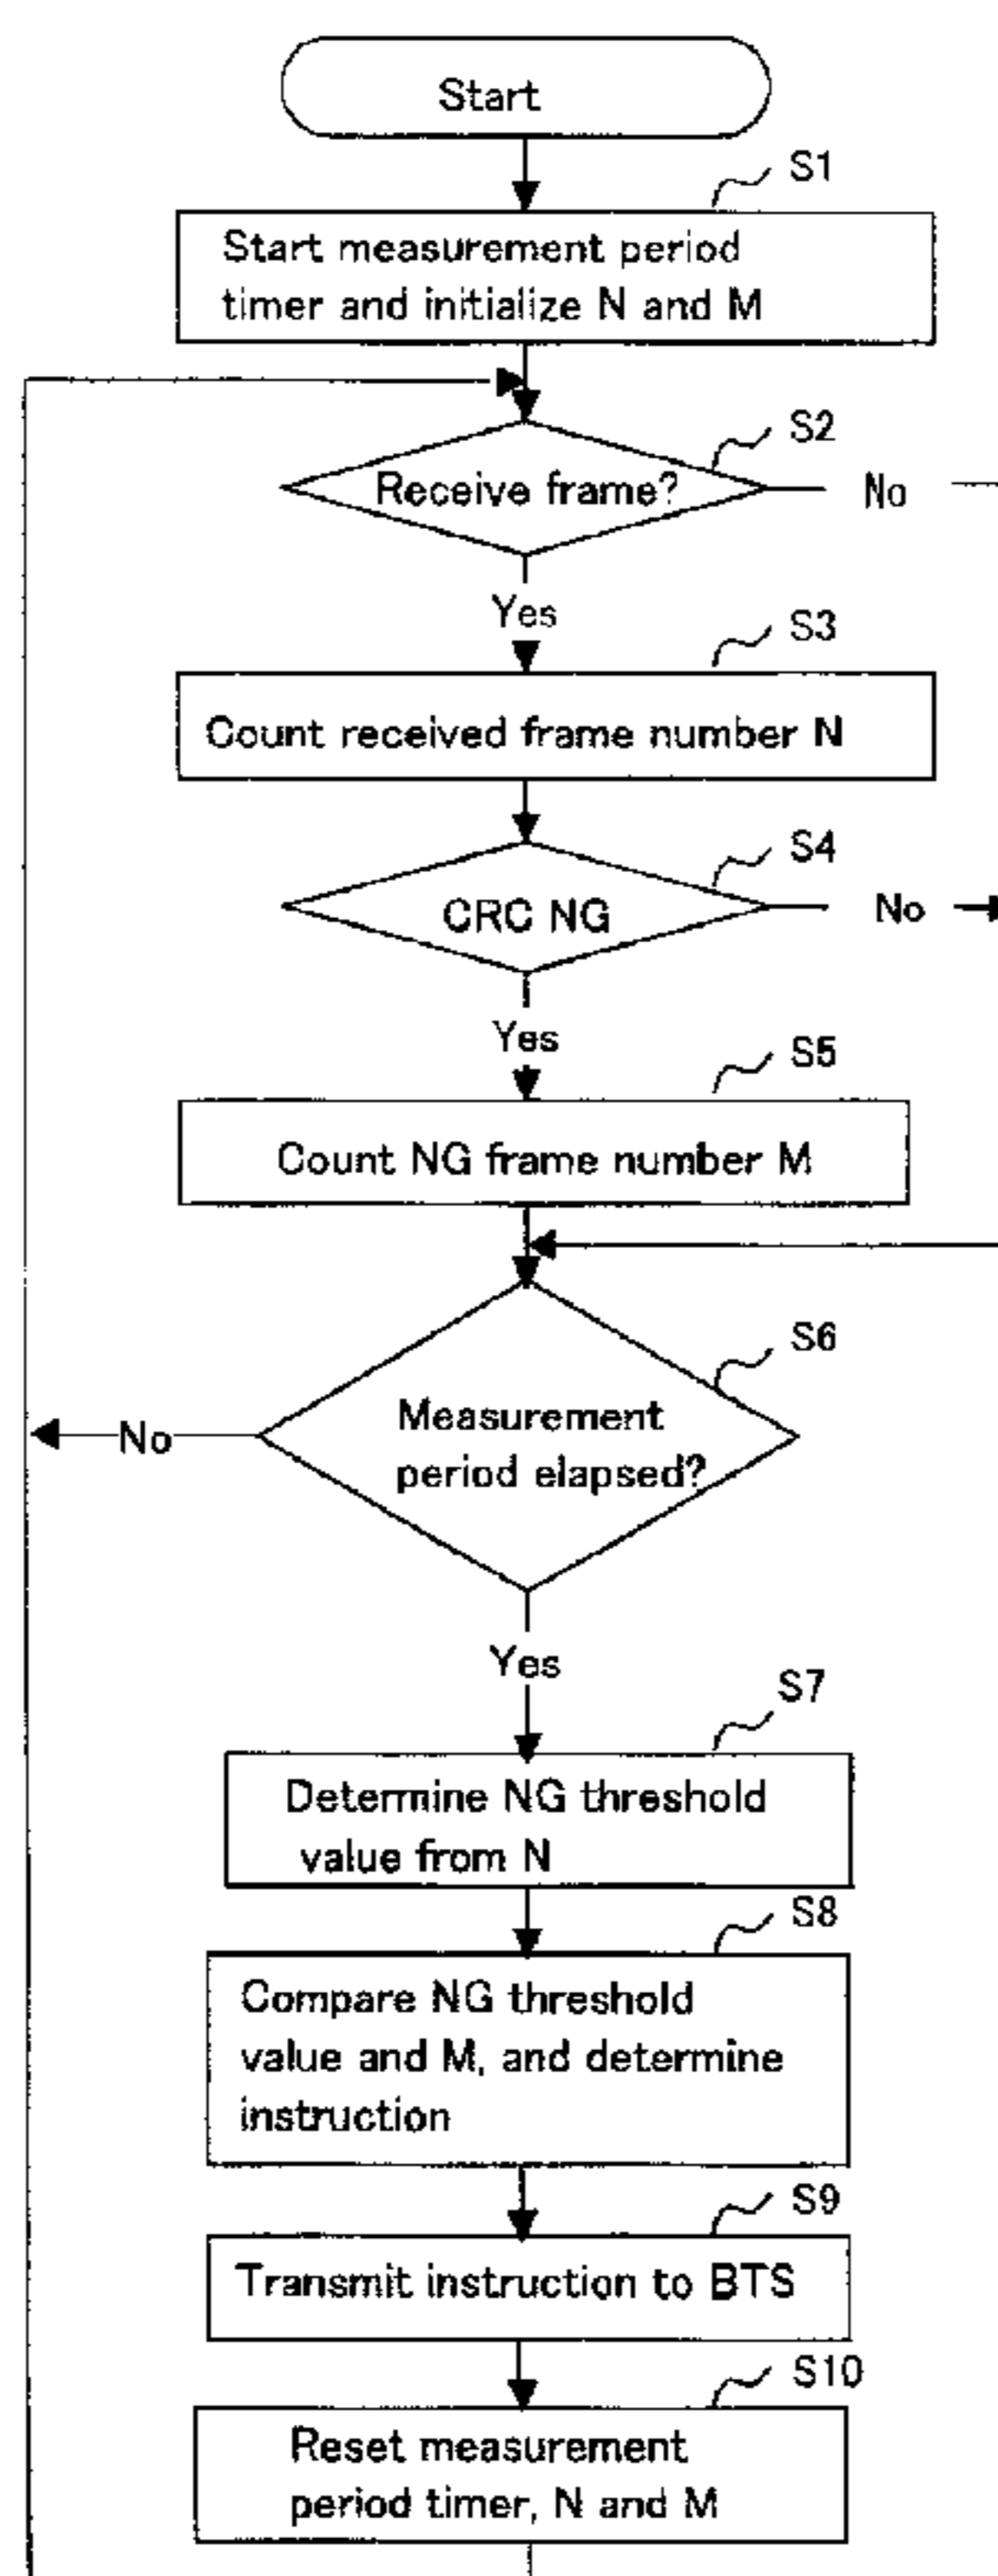 Start
S1
Start measurement period
timer and initialize N and M
S2
Receive frame?
No
Yes
S3
Count received frame number N
S4
CRC NG
No
Yes
S5
Count NG frame number M
S6
Measurement
period elapsed?
No
Yes
S7
Determine NG threshold
value from N
S8
Compare NG threshold
value and M, and determine
instruction
S9
Transmit instruction to BTS
S10
Reset measurement
period timer, N and M